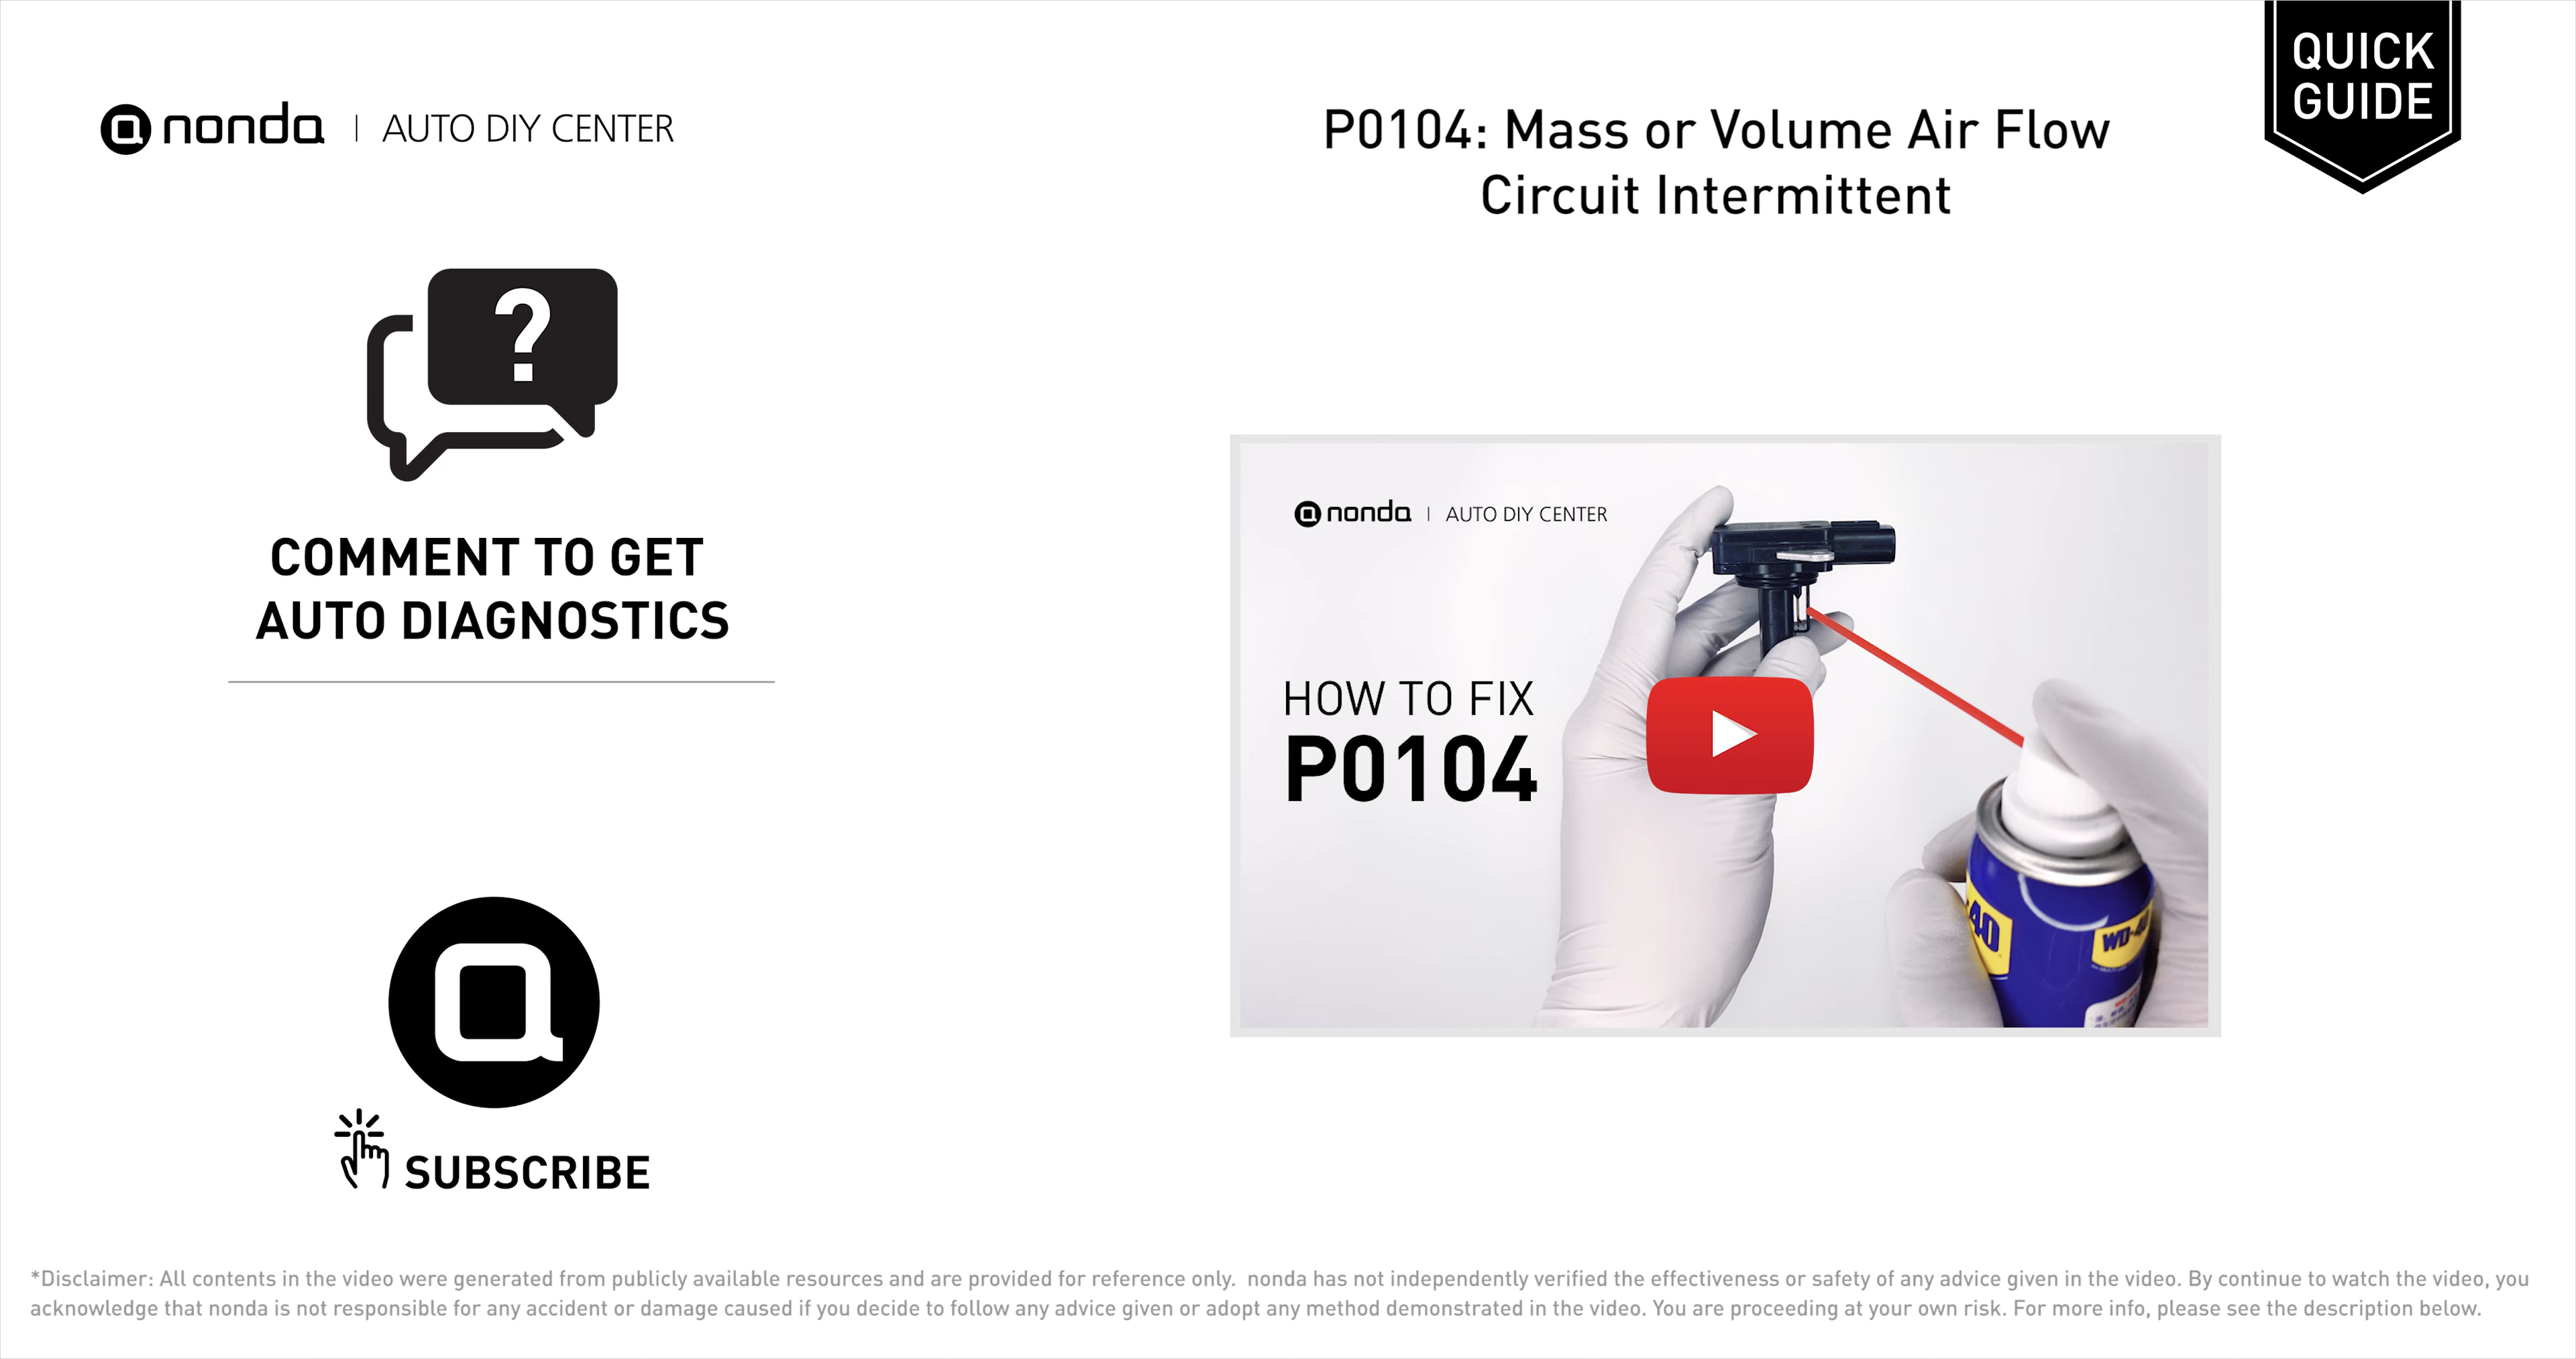 nonda | AUTO DIY CENTER
P0104: Mass or Volume Air Flow
Circuit Intermittent
QUICK
GUIDE
?
COMMENT TO GET
AUTO DIAGNOSTICS
nonda | AUTO DIY CENTER
HOW TO FIX
P0104
-40
WD-40
SUBSCRIBE
*Disclaimer: All contents in the video were generated from publicly available resources and are provided for reference only. nonda has not independently verified the effectiveness or safety of any advice given in the video. By continue to watch the video, you
acknowledge that nonda is not responsible for any accident or damage caused if you decide to follow any advice given or adopt any method demonstrated in the video. You are proceeding at your own risk. For more info, please see the description below.